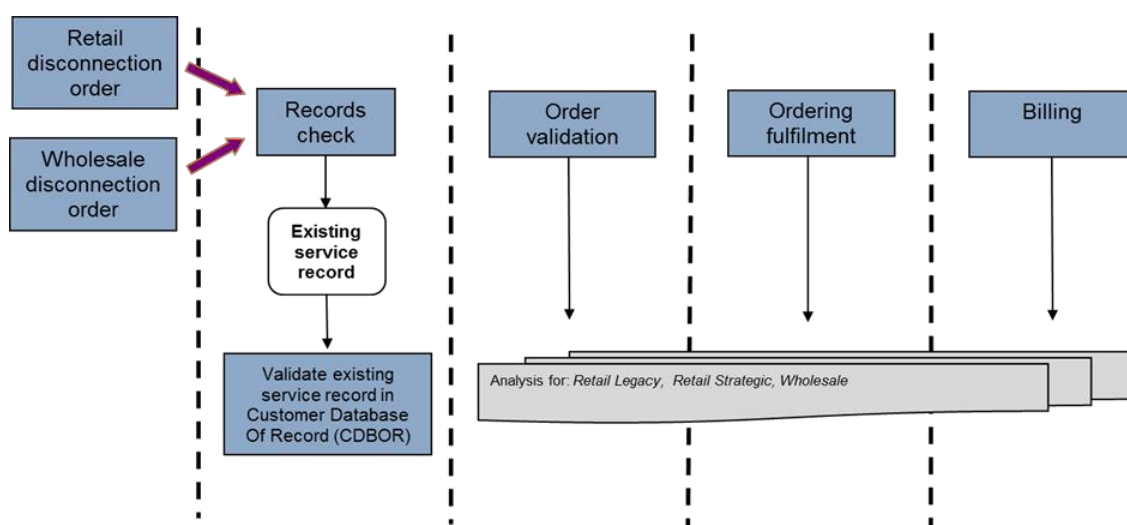 Retail
disconnection
order
Wholesale
disconnection
order
Records
check
Existing
service
record
Validate existing
service record in
Customer Database
Of Record (CDBOR)
Order
validation
Ordering
fulfilment
Billing
Analysis for: Retail Legacy, Retail Strategic, Wholesale